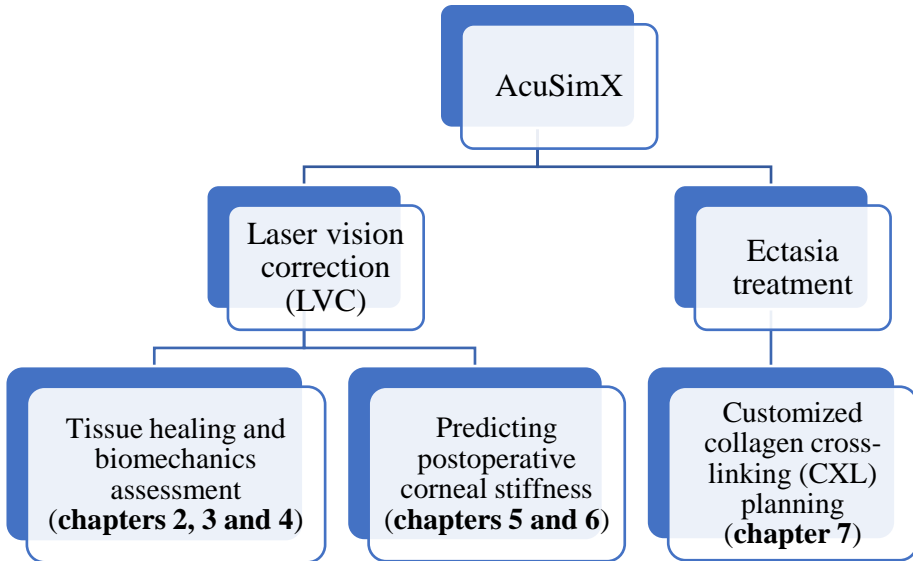 AcuSimX
Laser vision
correction
(LVC)
Ectasia
treatment
Tissue healing and
biomechanics
assessment
(chapters 2, 3 and 4)
Predicting
postoperative
corneal stiffness
(chapters 5 and 6)
Customized
collagen cross-
linking (CXL)
planning
(chapter 7)